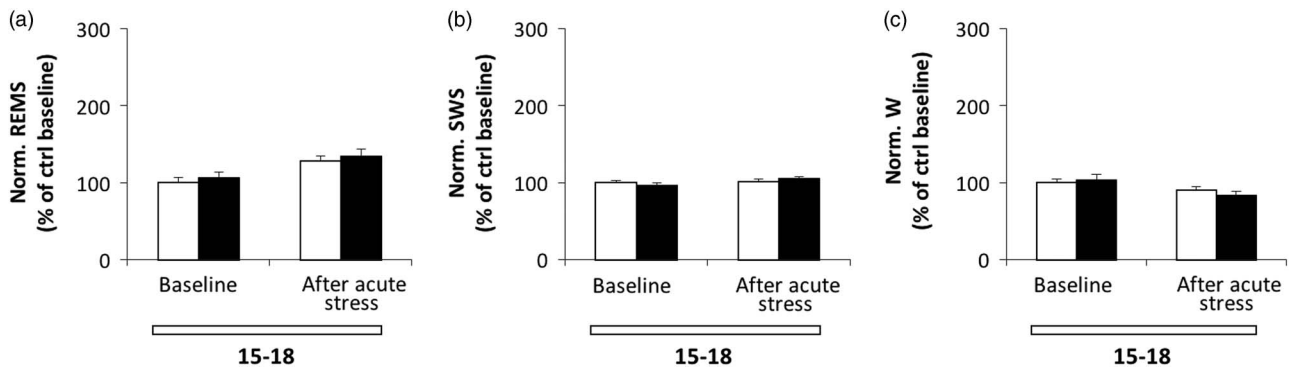 (a)
Norm. REMS
(% of ctrl baseline)
300
200
100
0
Baseline
After acute
stress
15-18
(b)
Norm. SWS
(% of ctrl baseline)
300
200
100
0
Baseline
After acute
stress
15-18
(c)
Norm. W
(% of ctrl baseline)
300
200
100
0
Baseline
After acute
stress
15-18